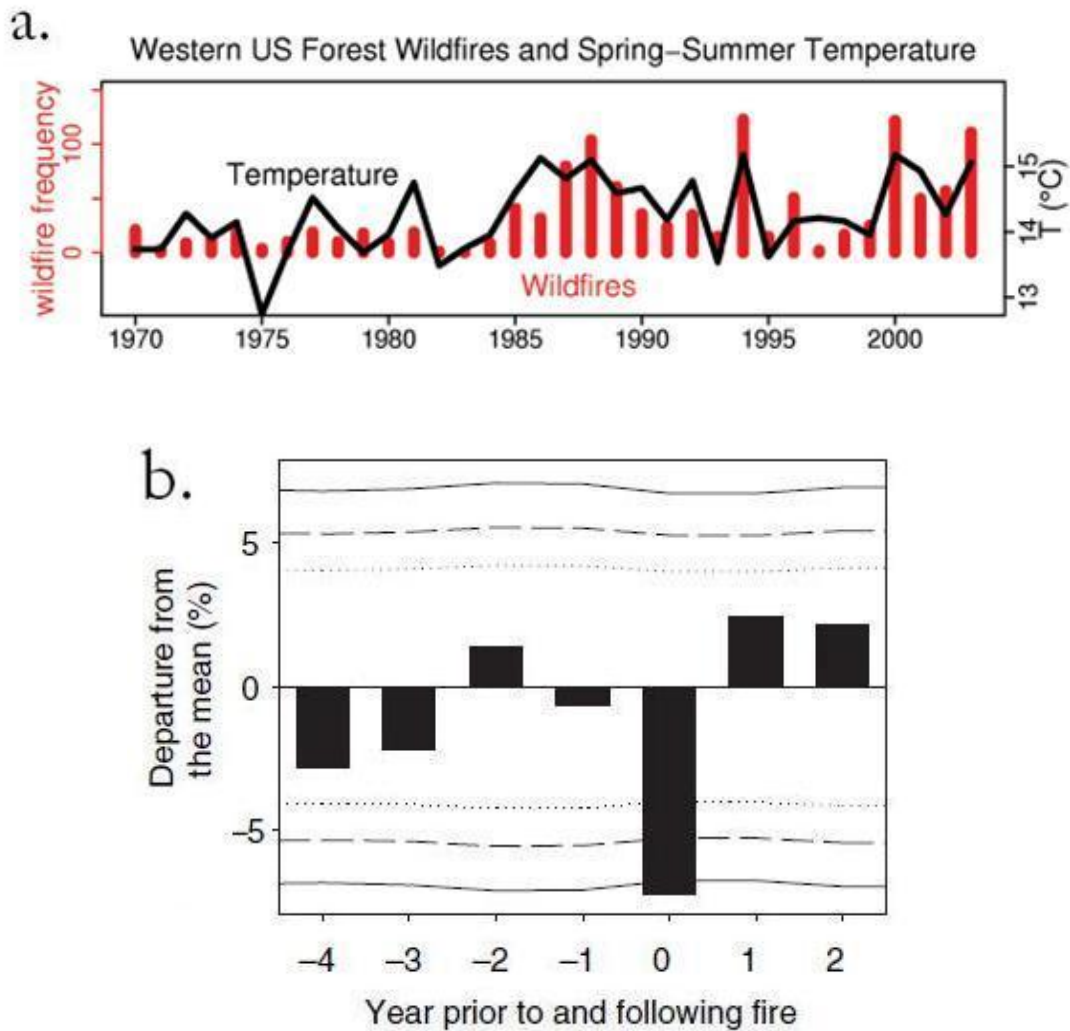 a.
Western US Forest Wildfires and Spring–Summer Temperature
wildfire frequency
100
0
Temperature
Wildfires
15
14
13
T (°C)
1970 1975 1980 1985 1990 1995 2000
b.
Departure from
the mean (%)
5
0
–5
–4 –3 –2 –1 0 1 2
Year prior to and following fire